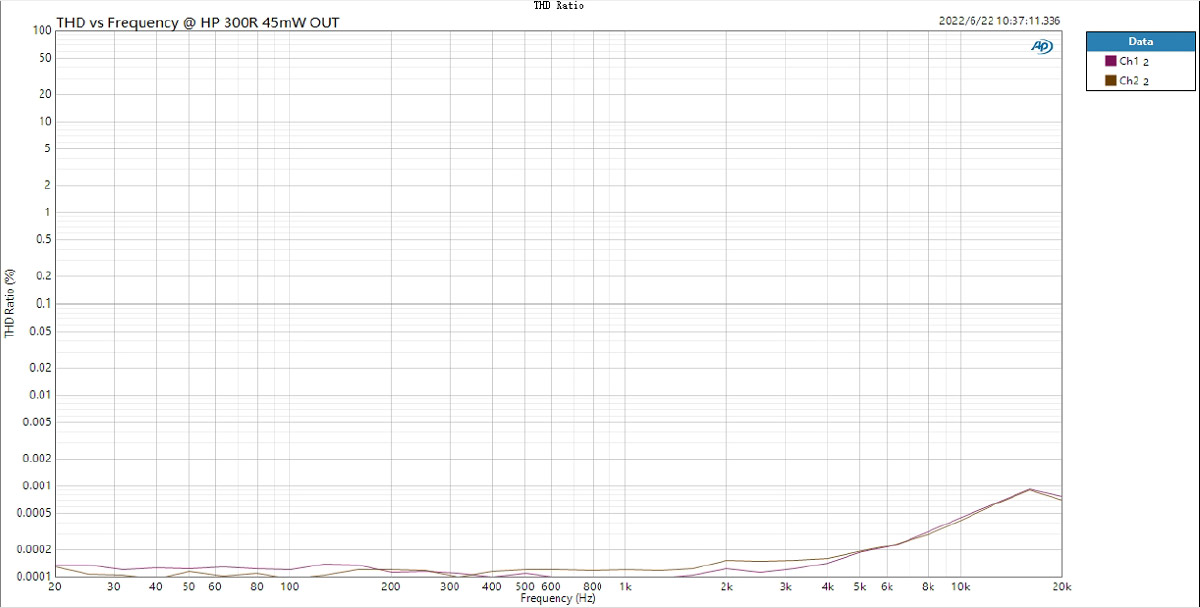 THD Ratio
THD vs Frequency @ HP 300R 45mW OUT
2022/6/22 10:37:11.336
AP
Data
Ch1 2
Ch2 2
THD Ratio (%)
100
50
20
10
5
2
1
0.5
0.2
0.1
0.05
0.02
0.01
0.005
0.002
0.001
0.0005
0.0002
0.0001
20 30 40 50 60 80 100 200 300 400 500 600 800 1k 2k 3k 4k 5k 6k 8k 10k 20k
Frequency (Hz)